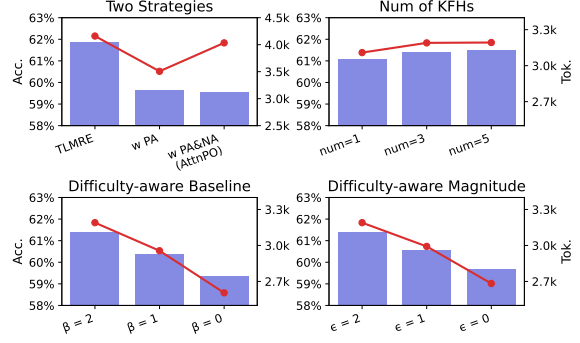 Two Strategies
Num of KFHs
63%
62%
61%
60%
59%
58%
Acc.
4.5k
4.0k
3.5k
3.0k
2.5k
TLMRE
w PA
w PA&NA
(AttnPO)
63%
62%
61%
60%
59%
58%
3.3k
3.0k
2.7k
Tok.
num=1
num=3
num=5
Difficulty-aware Baseline
Difficulty-aware Magnitude
63%
62%
61%
60%
59%
58%
Acc.
3.3k
3.0k
2.7k
β = 2
β = 1
β = 0
63%
62%
61%
60%
59%
58%
3.3k
3.0k
2.7k
Tok.
ϵ = 2
ϵ = 1
ϵ = 0